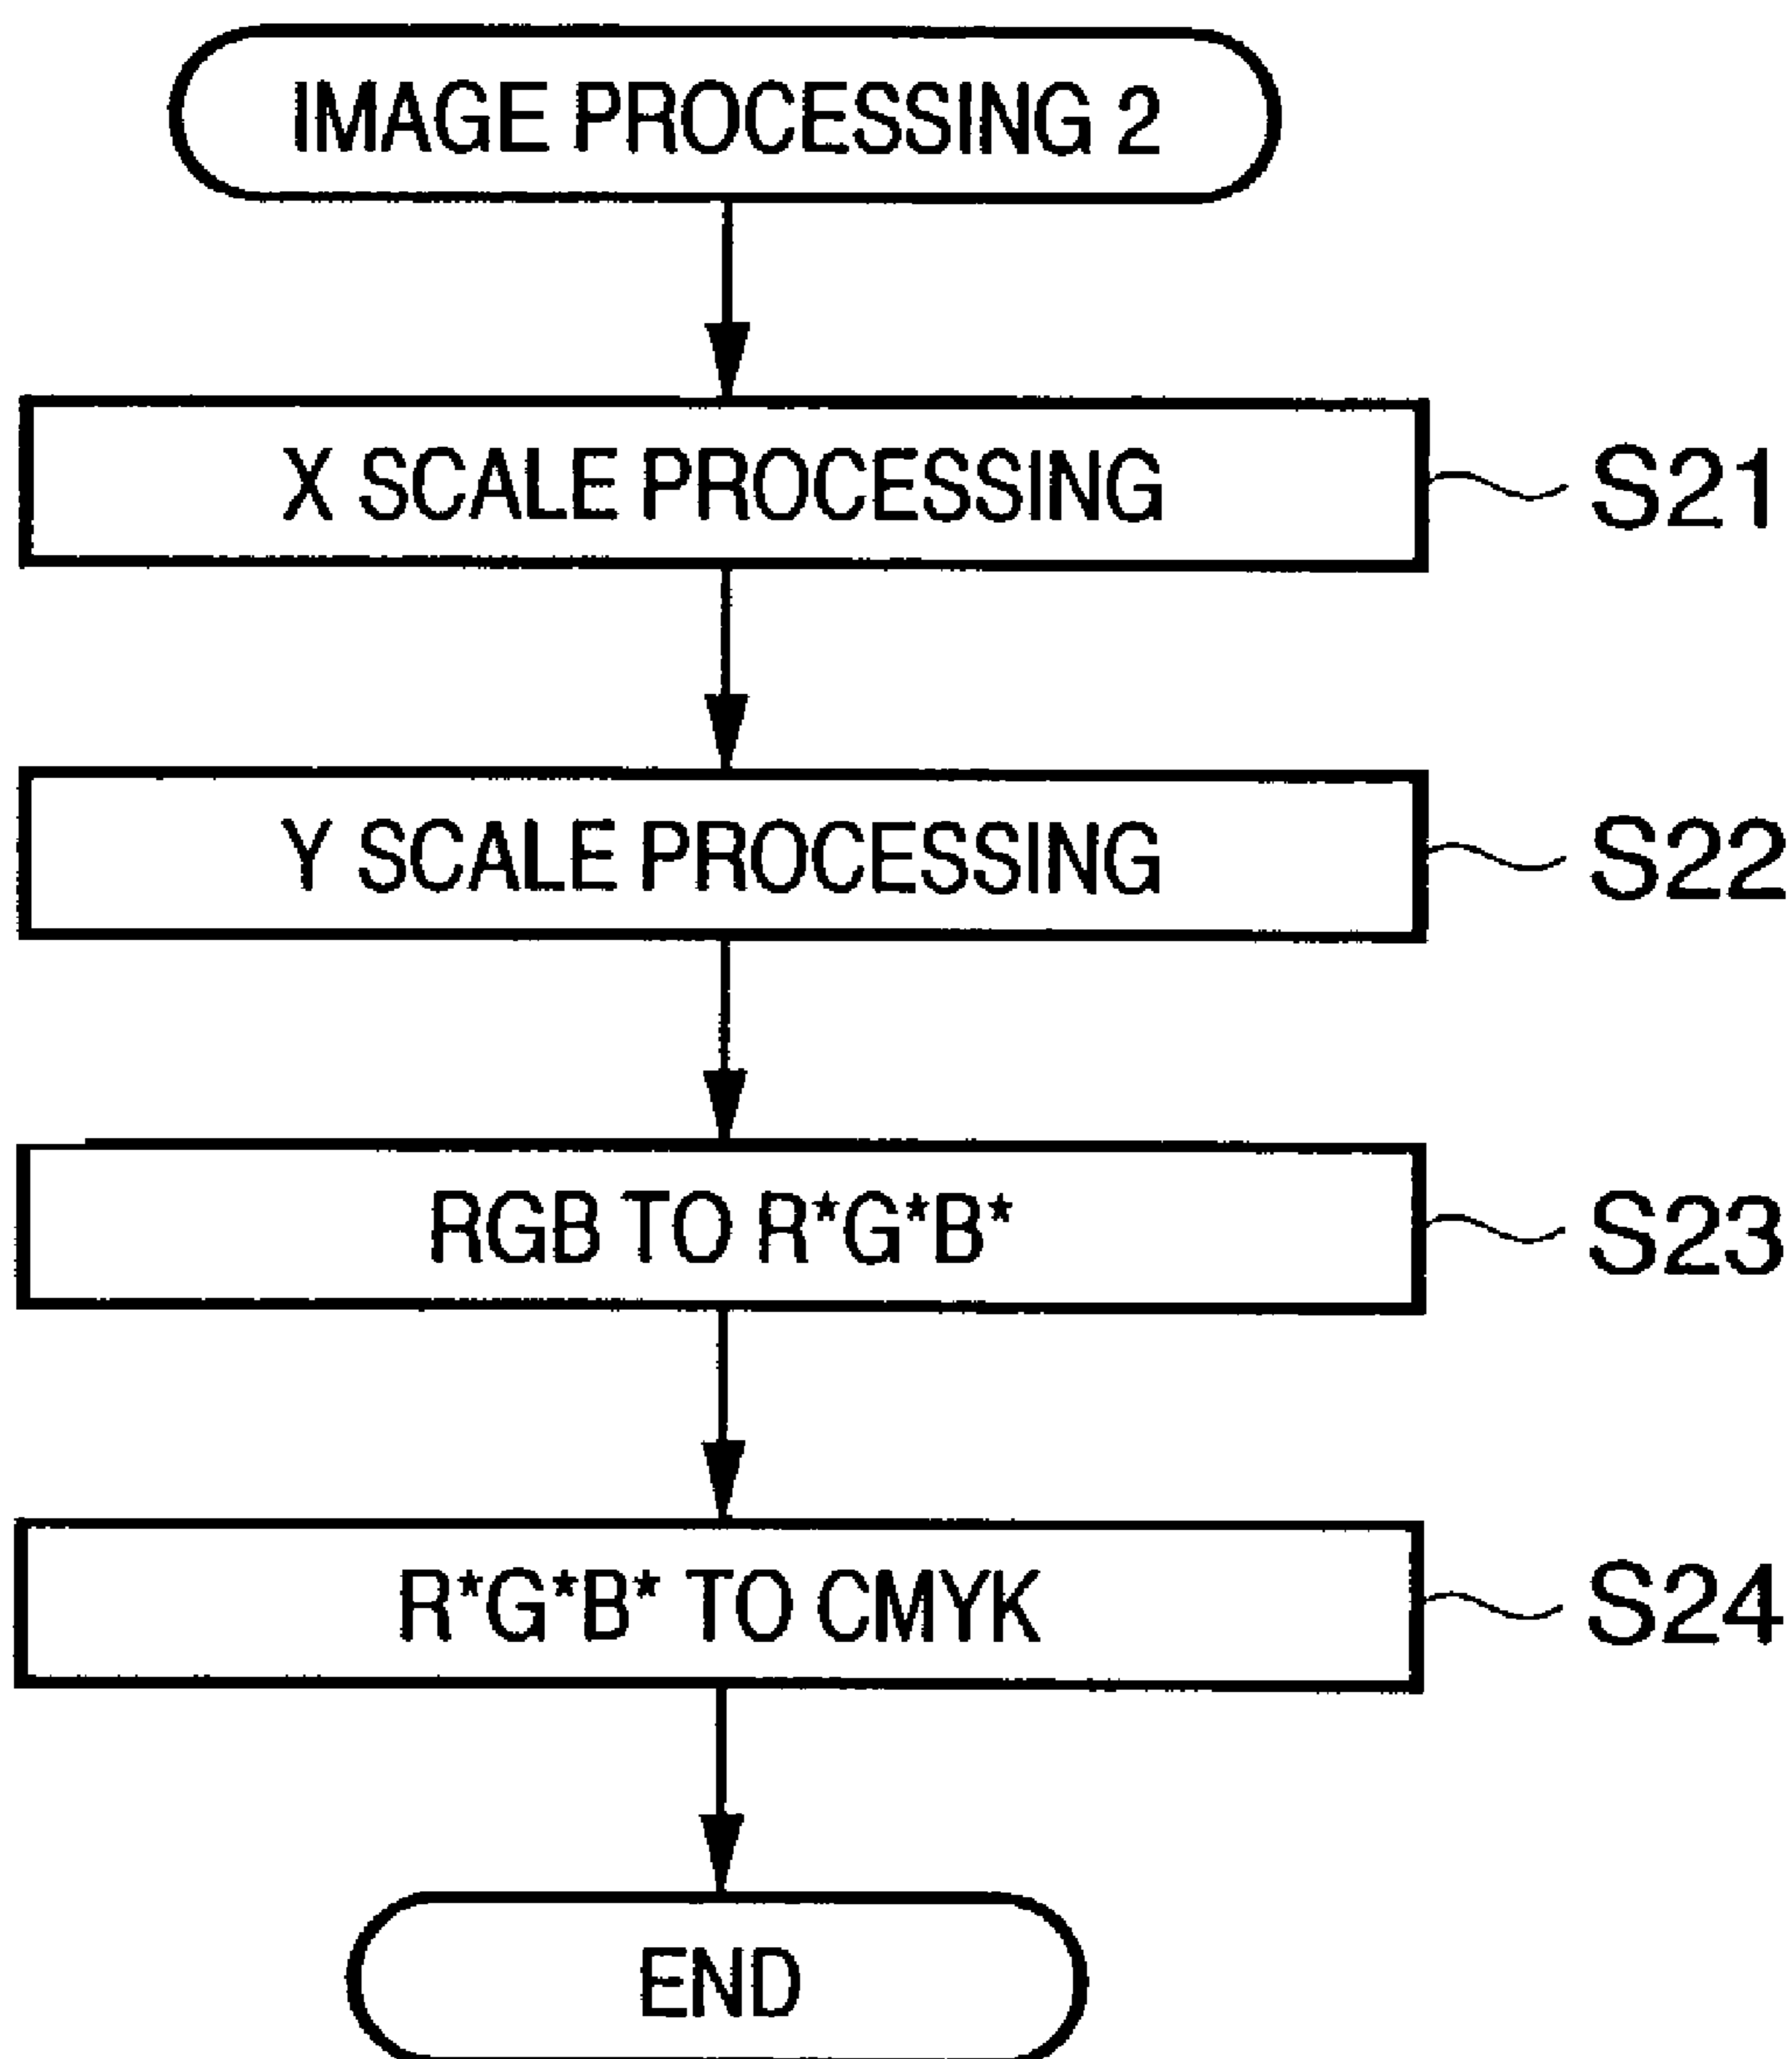 IMAGE PROCESSING 2
X SCALE PROCESSING
S21
Y SCALE PROCESSING
S22
RGB TO R*G*B*
S23
R*G*B* TO CMYK
S24
END